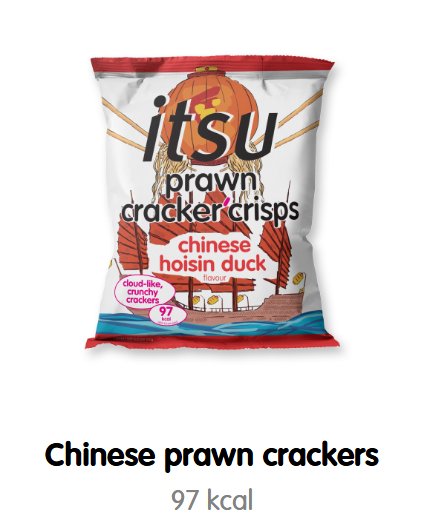 itsu
prawn
cracker'crisps
chinese
hoisin duck
flavour
cloud-like,
crunchy
crackers
97
kcal
Chinese prawn crackers
97 kcal